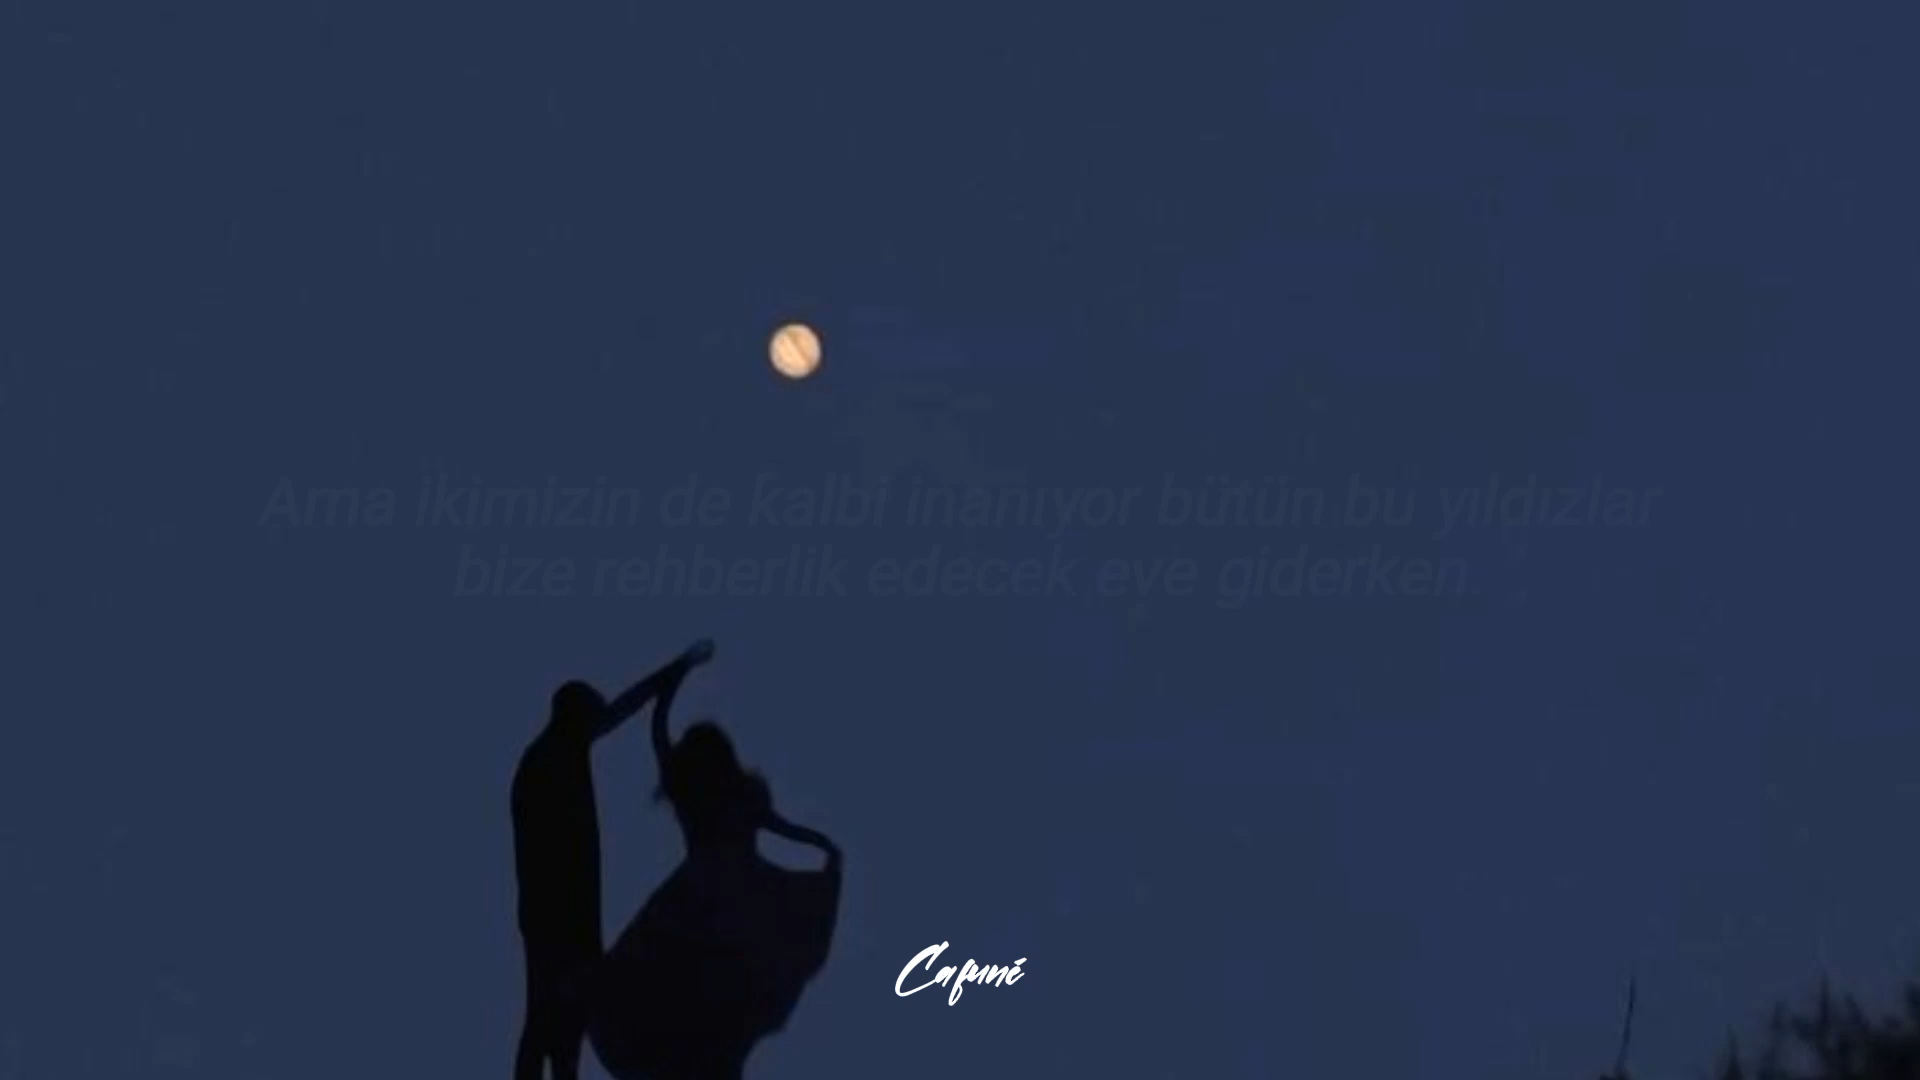 Ama ikimizin de kalbi inanıyor bütün bu yıldızlar
bize rehberlik edecek eve giderken.
Cafuné